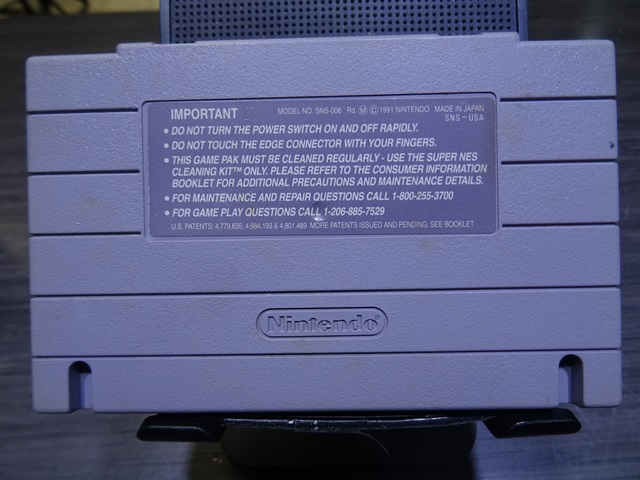 IMPORTANT
MODEL NO. SNS-006 Rd Ⓜ ©1991 NINTENDO MADE IN JAPAN
SNS-USA
• DO NOT TURN THE POWER SWITCH ON AND OFF RAPIDLY.
• DO NOT TOUCH THE EDGE CONNECTOR WITH YOUR FINGERS.
• THIS GAME PAK MUST BE CLEANED REGULARLY - USE THE SUPER NES
CLEANING KIT™ ONLY. PLEASE REFER TO THE CONSUMER INFORMATION
BOOKLET FOR ADDITIONAL PRECAUTIONS AND MAINTENANCE DETAILS.
• FOR MAINTENANCE AND REPAIR QUESTIONS CALL 1-800-255-3700
• FOR GAME PLAY QUESTIONS CALL 1-206-885-7529
U.S. PATENTS: 4,779,635; 4,984,193 & 4,801,489. MORE PATENTS ISSUED AND PENDING. SEE BOOKLET
Nintendo®